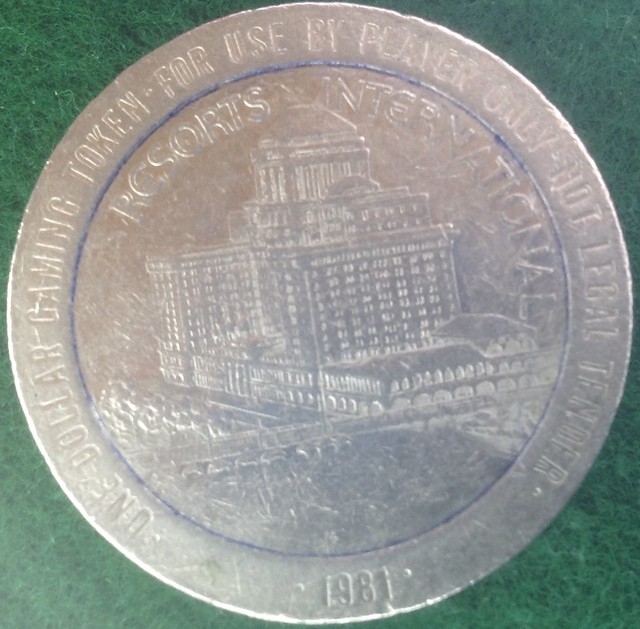 ONE DOLLAR GAMING TOKEN · FOR USE BY PLAYER ONLY · NOT LEGAL TENDER ·
RESORTS INTERNATIONAL
· 1981 ·